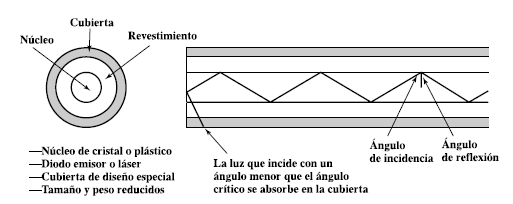 Cubierta
Núcleo
Revestimiento
—Núcleo de cristal o plástico
—Diodo emisor o láser
—Cubierta de diseño especial
—Tamaño y peso reducidos
La luz que incide con un
ángulo menor que el ángulo
crítico se absorbe en la cubierta
Ángulo
de incidencia
Ángulo
de reflexión